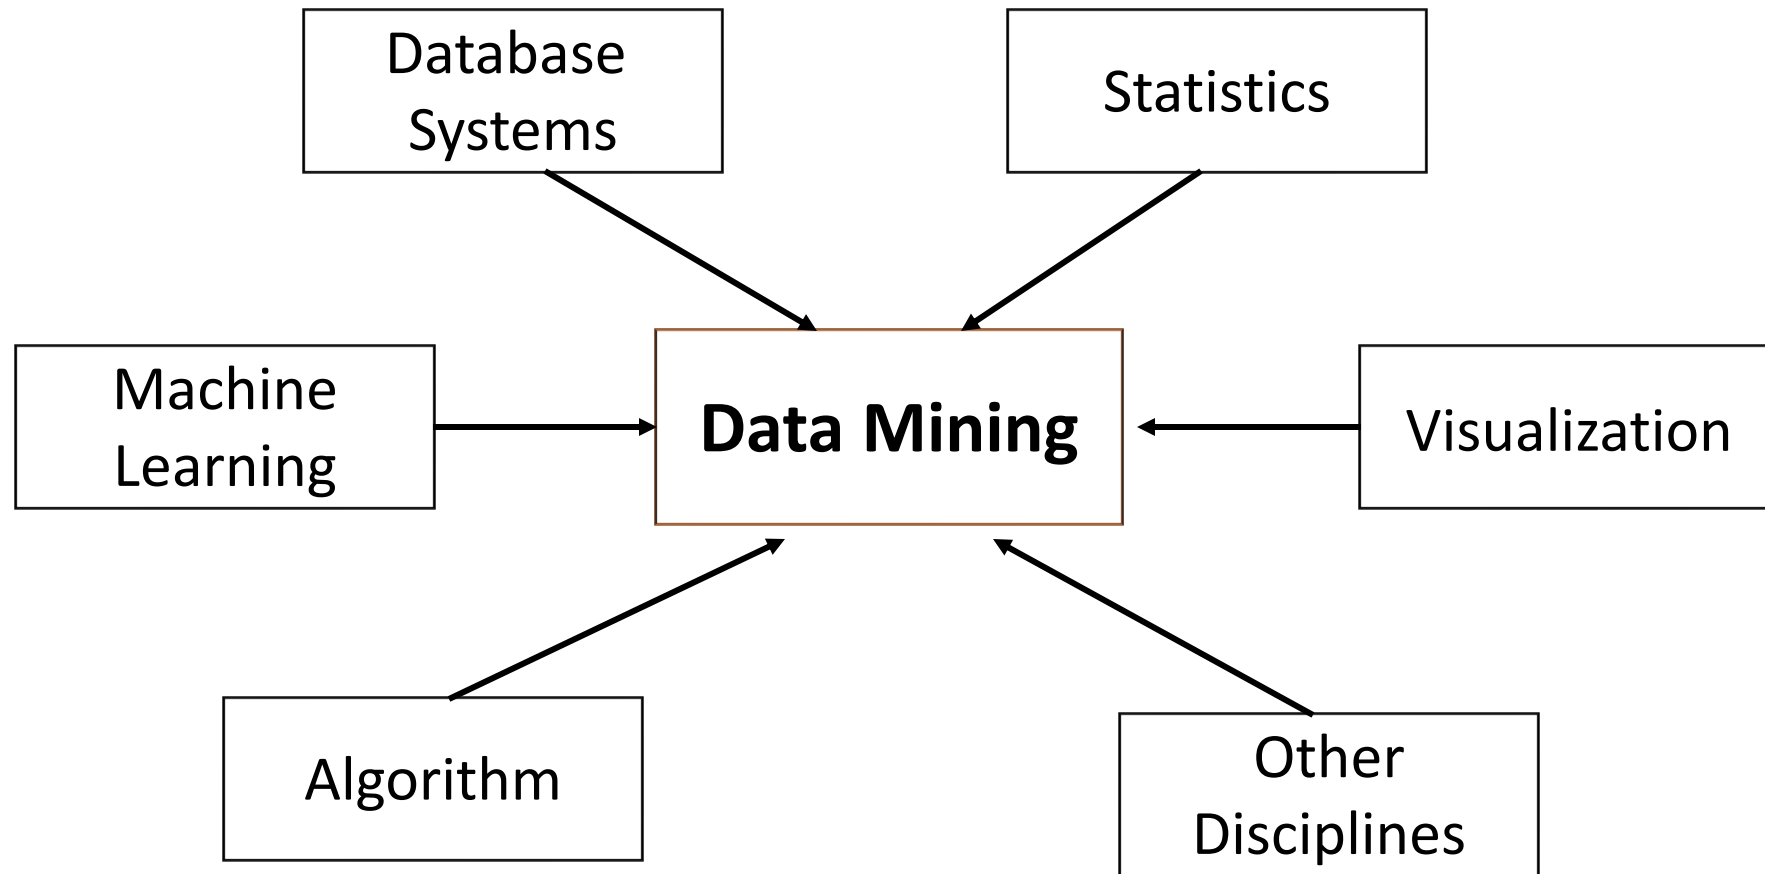 Database
Systems
Statistics
Machine
Learning
Data Mining
Visualization
Algorithm
Other
Disciplines